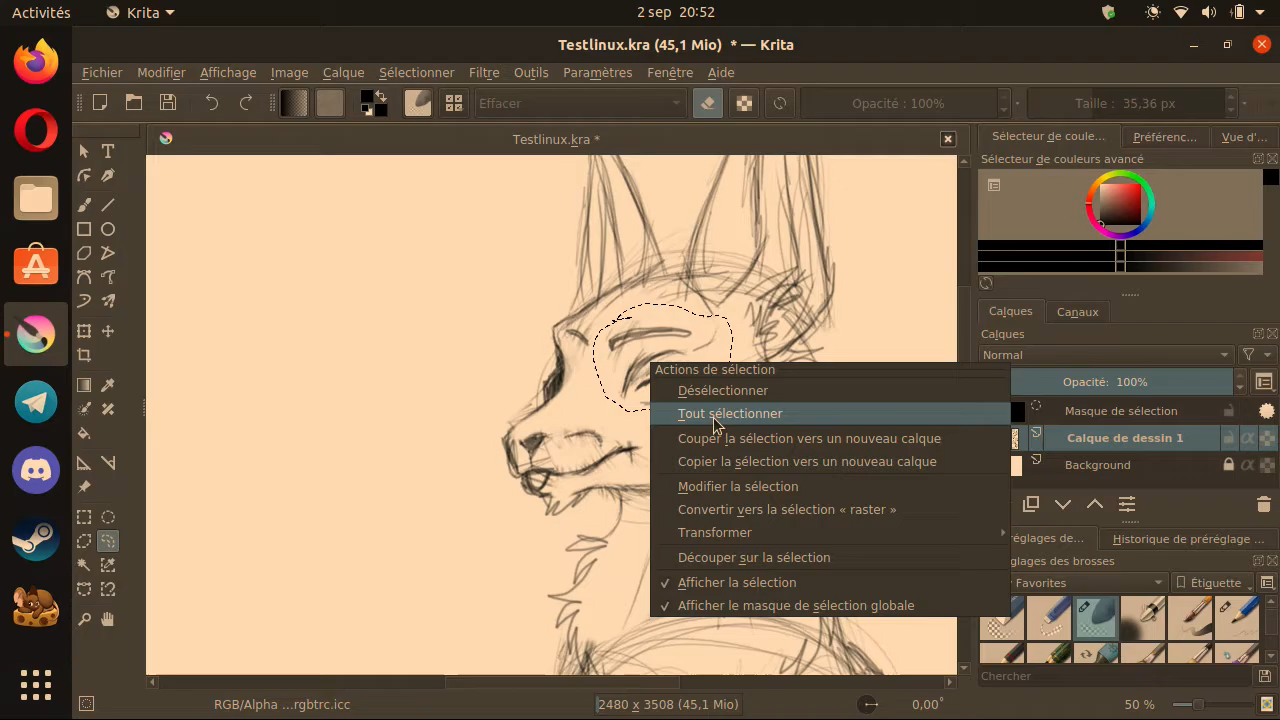 Activités Krita 2 sep 20:52
Testlinux.kra (45,1 Mio) * — Krita
Fichier Modifier Affichage Image Calque Sélectionner Filtre Outils Paramètres Fenêtre Aide
Effacer Opacité : 100% Taille : 35,36 px
Testlinux.kra *
Sélecteur de coule... Préférenc... Vue d'...
Sélecteur de couleurs avancé
Calques Canaux
Calques
Normal
Opacité: 100%
Masque de sélection
Calque de dessin 1
Background
Actions de sélection
Désélectionner
Tout sélectionner
Couper la sélection vers un nouveau calque
Copier la sélection vers un nouveau calque
Modifier la sélection
Convertir vers la sélection « raster »
Transformer
Découper sur la sélection
✓ Afficher la sélection
✓ Afficher le masque de sélection globale
réglages de... Historique de préréglage ...
réglages des brosses
Favorites Étiquette
Chercher
RGB/Alpha ...rgbtrc.icc 2480 x 3508 (45,1 Mio) 0,00° 50 %